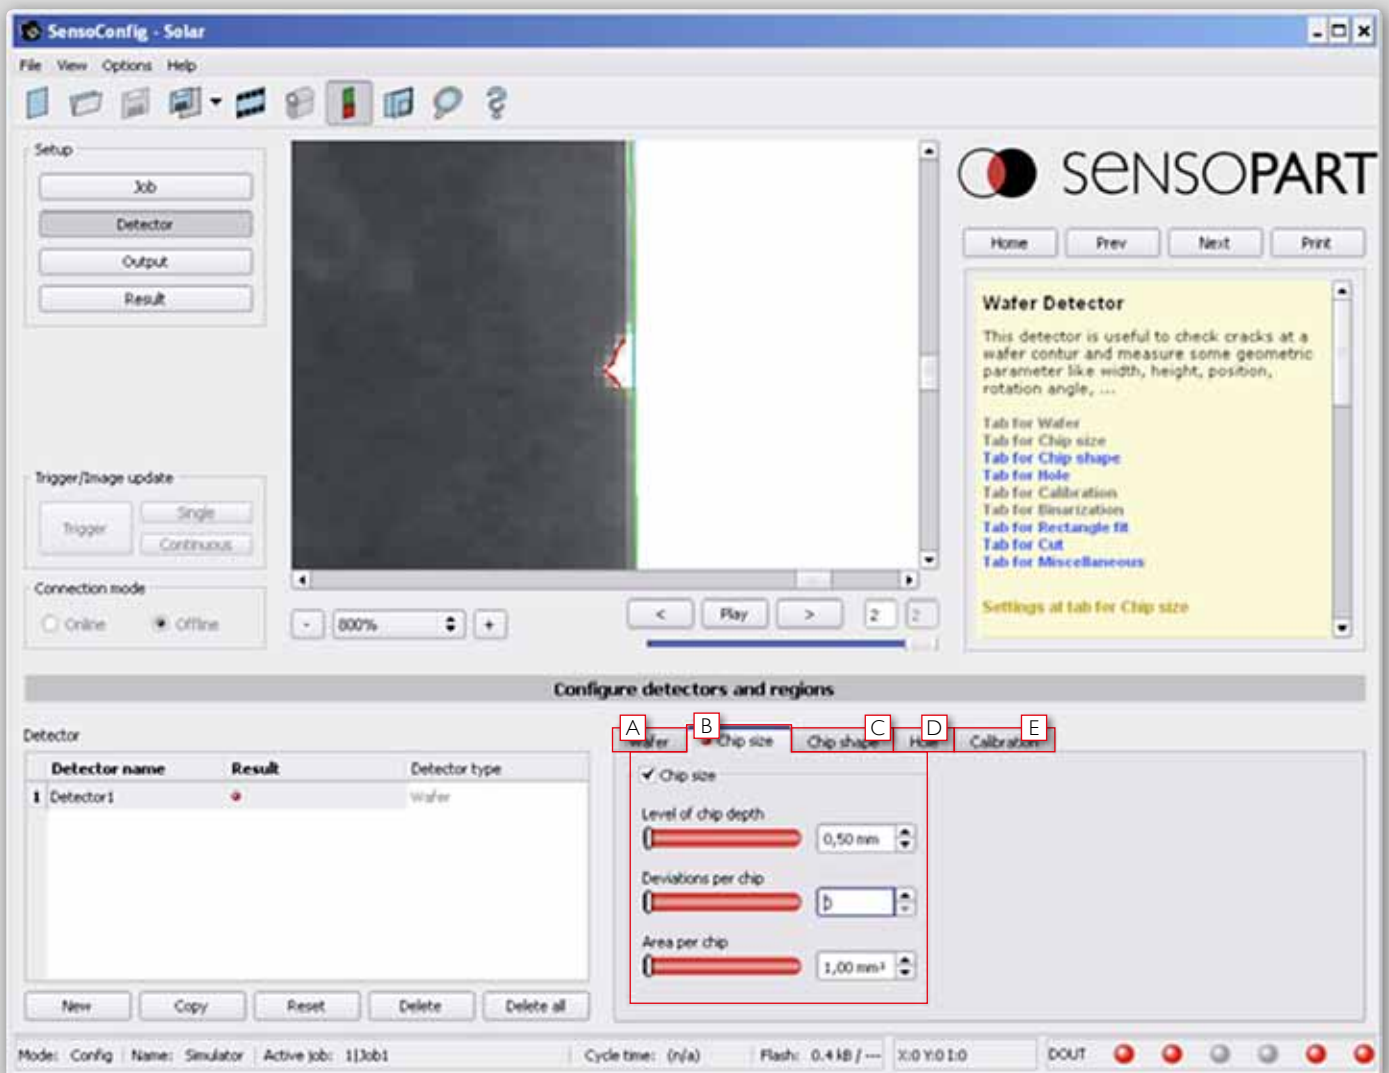 SensoConfig - Solar
File View Options Help
Setup
Job
Detector
Output
Result
Trigger/Image update
Trigger
Single
Continuous
Connection mode
Online
Offline
- 800% +
< Play > 2 2
SENSOPART
Home Prev Next Print
Wafer Detector
This detector is useful to check cracks at a
wafer contur and measure some geometric
parameter like width, height, position,
rotation angle, ...
Tab for Wafer
Tab for Chip size
Tab for Chip shape
Tab for Hole
Tab for Calibration
Tab for Binarization
Tab for Rectangle fit
Tab for Cut
Tab for Miscellaneous
Settings at tab for Chip size
Configure detectors and regions
Detector
Detector name Result Detector type
1 Detector1 Wafer
New Copy Reset Delete Delete all
A B C D E
Wafer Chip size Chip shape Hole Calibration
Chip size
Level of chip depth
0,50 mm
Deviations per chip
Area per chip
1,00 mm²
Mode: Config Name: Simulator Active job: 1|Job1 Cycle time: (n/a) Flash: 0.4 kB / --- X:0 Y:0 I:0 DOUT